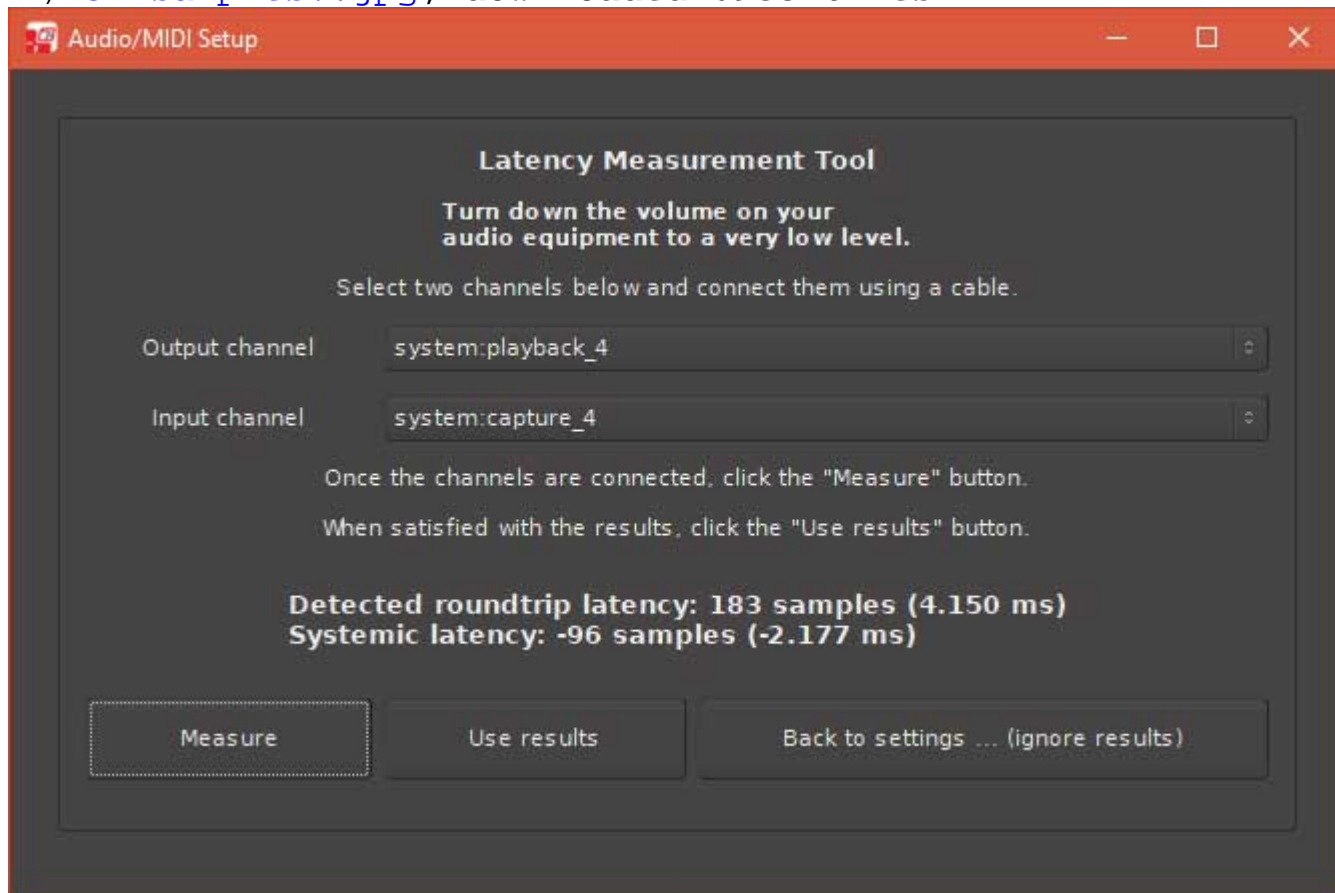 Audio/MIDI Setup
Latency Measurement Tool
Turn down the volume on your
audio equipment to a very low level.
Select two channels below and connect them using a cable.
Output channel
system:playback_4
Input channel
system:capture_4
Once the channels are connected, click the "Measure" button.
When satisfied with the results, click the "Use results" button.
Detected roundtrip latency: 183 samples (4.150 ms)
Systemic latency: -96 samples (-2.177 ms)
Measure
Use results
Back to settings ... (ignore results)